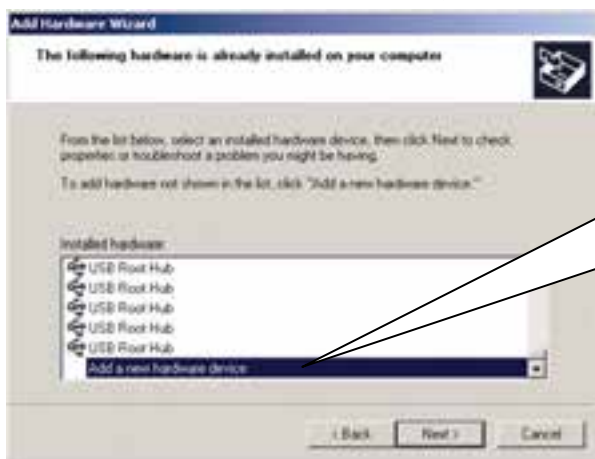 Add Hardware Wizard
The following hardware is already installed on your computer
From the list below, select an installed hardware device, then click Next to check
properties or troubleshoot a problem you might be having.
To add hardware not shown in the list, click "Add a new hardware device."
Installed hardware:
USB Root Hub
USB Root Hub
USB Root Hub
USB Root Hub
USB Root Hub
Add a new hardware device
< Back
Next >
Cancel